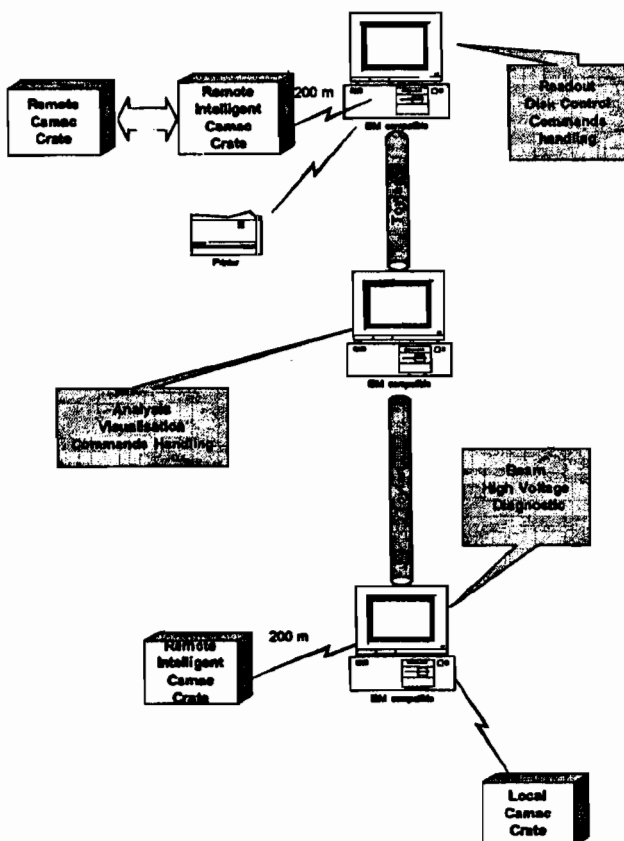 Remote
Camac
Crate
Remote
Intelligent
Camac
Crate
200 m
IBM compatible
Readout
Disk Control
Commands
handling
Printer
IBM compatible
Analysis
Visualisation
Commands Handling
Beam
High Voltage
Diagnostic
200 m
Remote
Intelligent
Camac
Crate
IBM compatible
Local
Camac
Crate